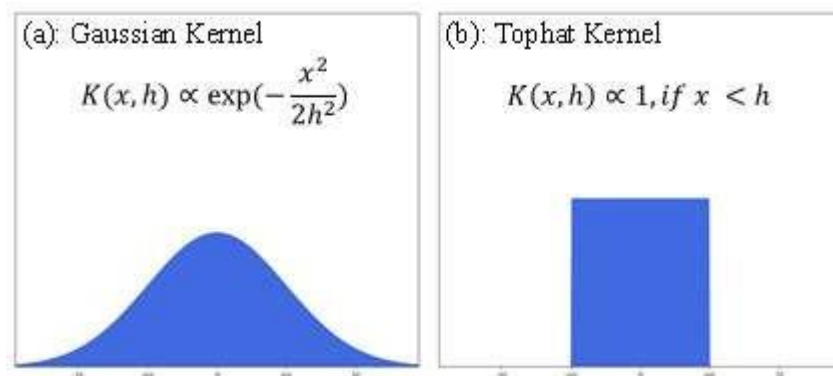 (a): Gaussian Kernel
K(x, h) ∝ exp(−x²/2h²)
(b): Tophat Kernel
K(x, h) ∝ 1, if x < h